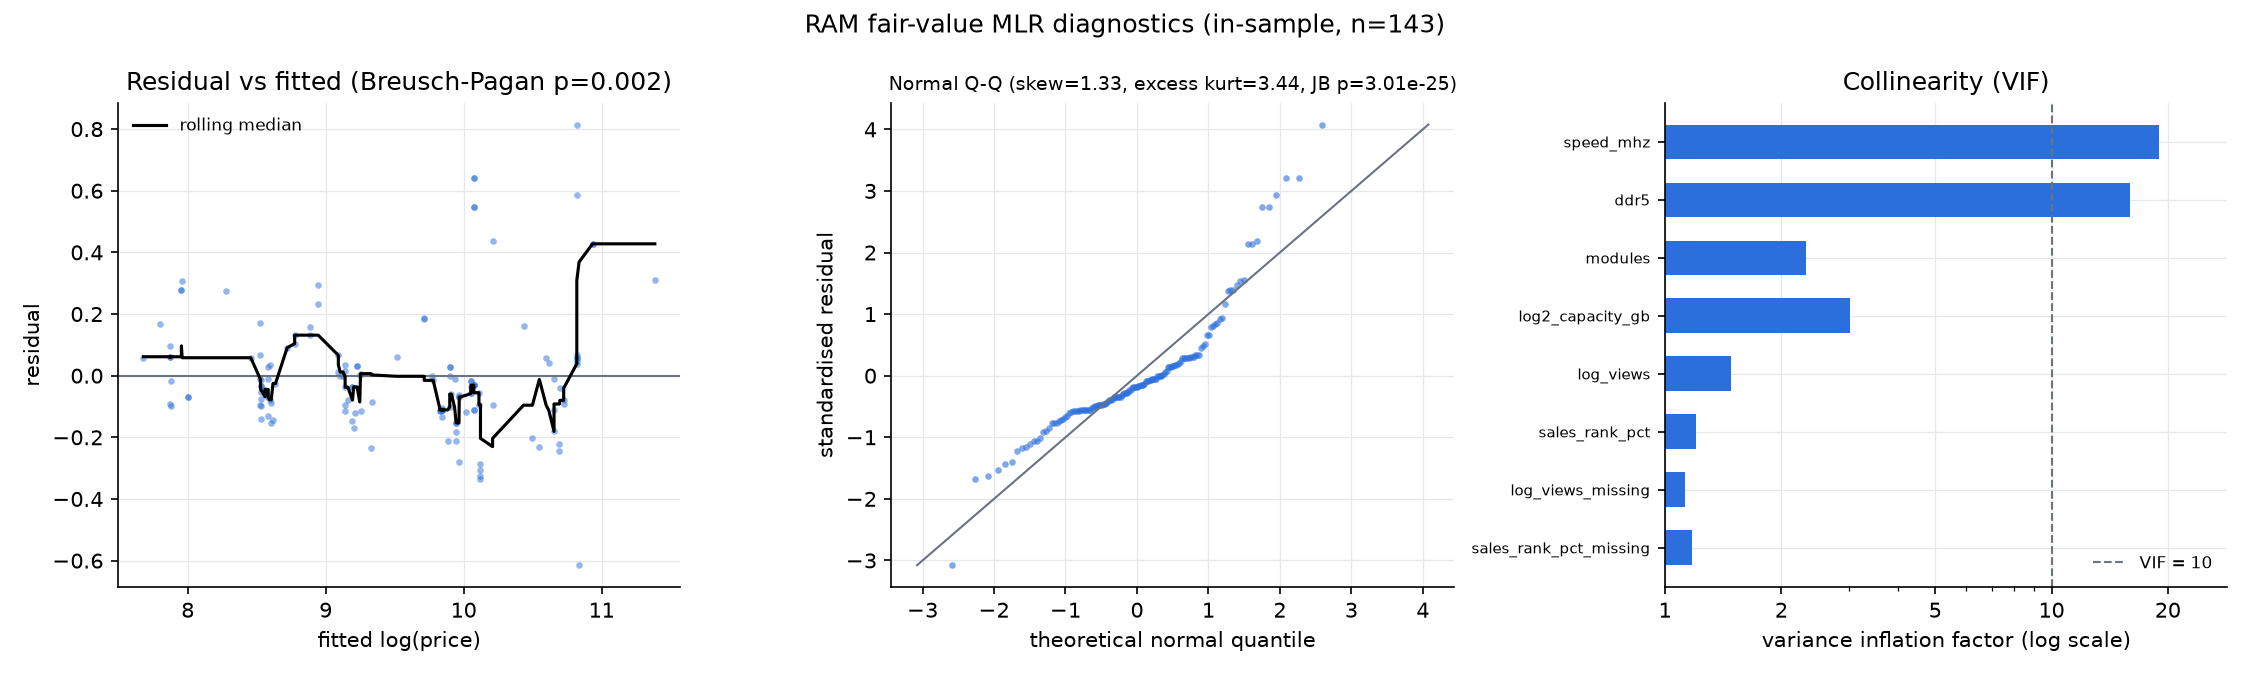 RAM fair-value MLR diagnostics (in-sample, n=143)
Residual vs fitted (Breusch-Pagan p=0.002)
rolling median
0.8
0.6
0.4
0.2
0.0
−0.2
−0.4
−0.6
residual
8
9
10
11
fitted log(price)
Normal Q-Q (skew=1.33, excess kurt=3.44, JB p=3.01e-25)
4
3
2
1
0
−1
−2
−3
standardised residual
−3
−2
−1
0
1
2
3
4
theoretical normal quantile
Collinearity (VIF)
speed_mhz
ddr5
modules
log2_capacity_gb
log_views
sales_rank_pct
log_views_missing
sales_rank_pct_missing
VIF = 10
1
2
5
10
20
variance inflation factor (log scale)